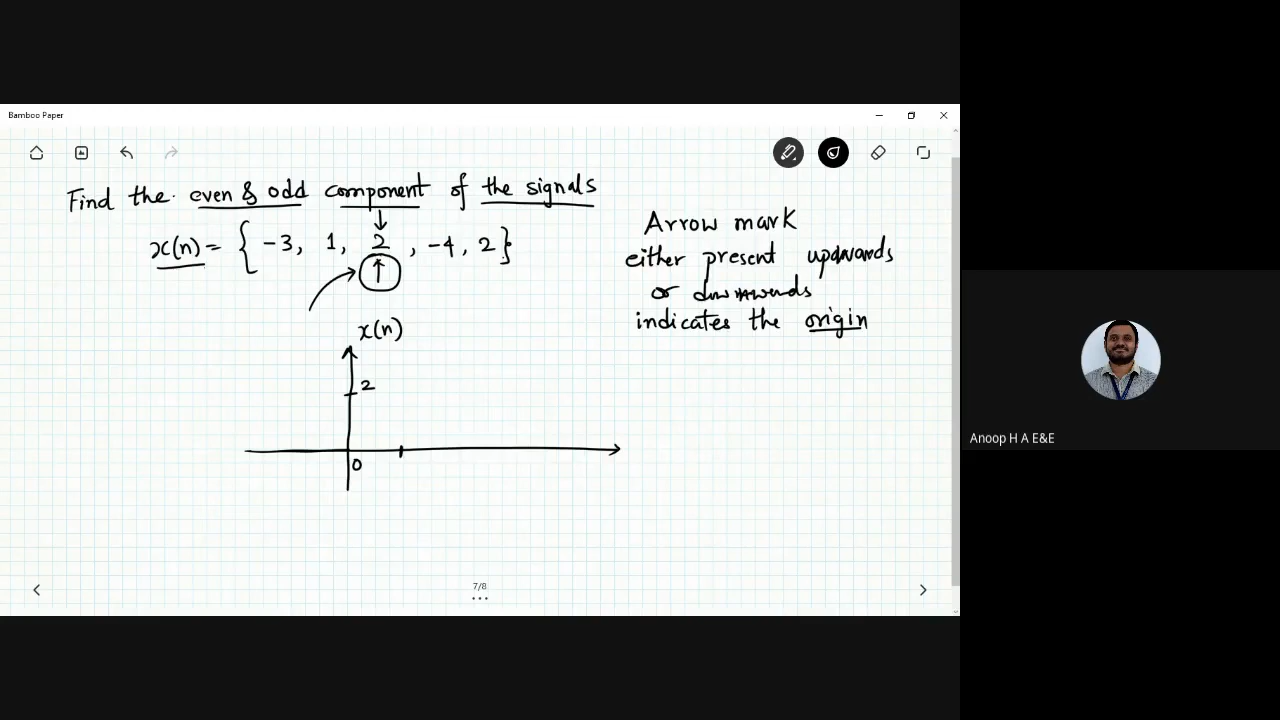 Bamboo Paper
Find the even & odd component of the signals
x(n) = { -3, 1, 2, -4, 2}
↑
Arrow mark
either present upwards
or downwards
indicates the origin
x(n)
2
0
7/8
Anoop H A E&E